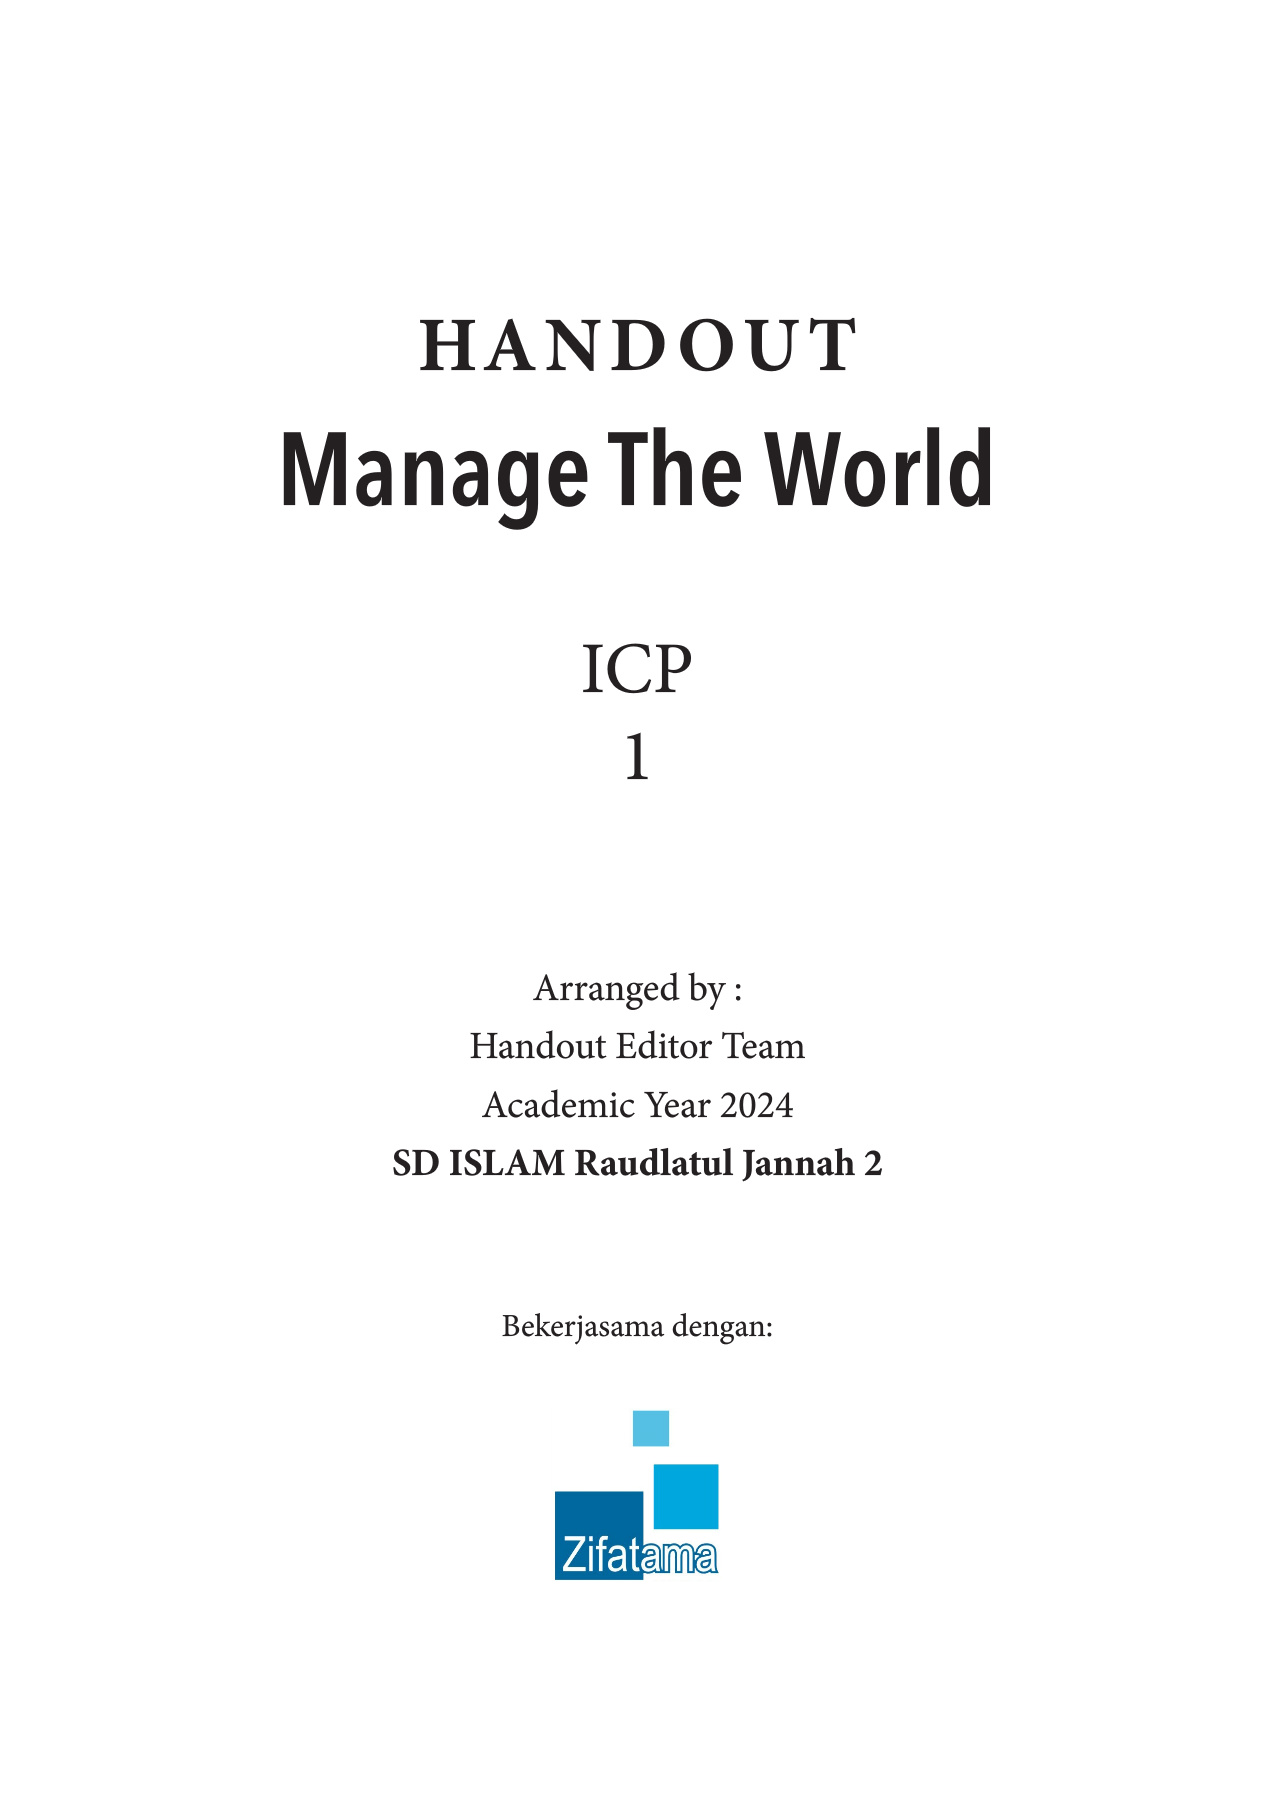 HANDOUT
Manage The World
ICP
1
Arranged by :
Handout Editor Team
Academic Year 2024
SD ISLAM Raudlatul Jannah 2
Bekerjasama dengan:
Zifatama